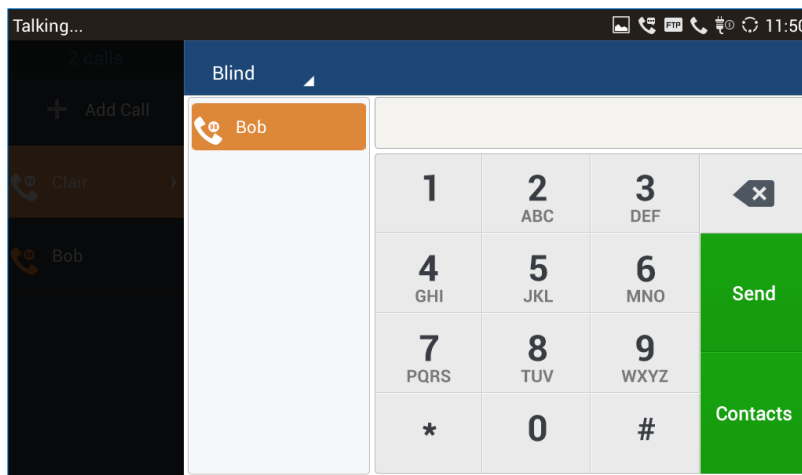 Talking...
FTP
11:50
2 calls
Add Call
Clair
Bob
Blind
Bob
1
2
ABC
3
DEF
4
GHI
5
JKL
6
MNO
Send
7
PQRS
8
TUV
9
WXYZ
*
0
#
Contacts